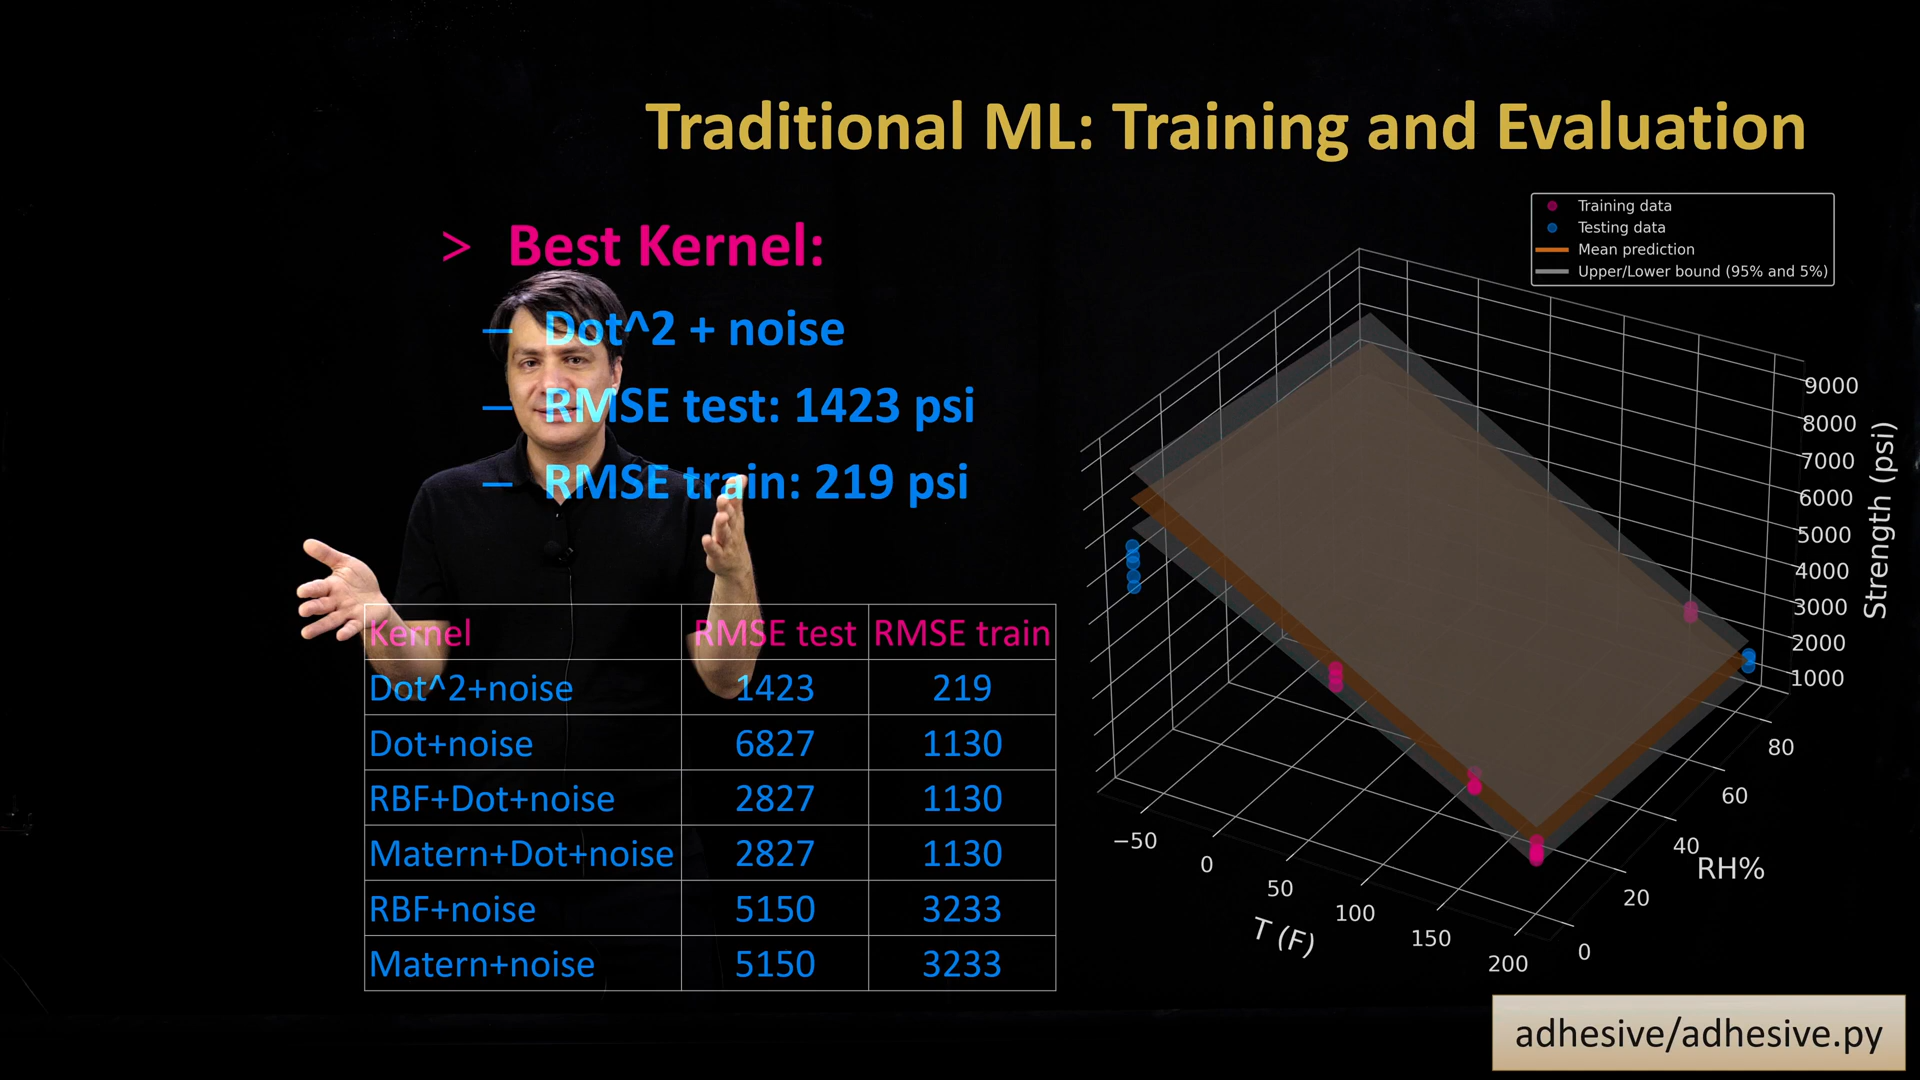 Traditional ML: Training and Evaluation
> Best Kernel:
– Dot^2 + noise
– RMSE test: 1423 psi
– RMSE train: 219 psi
Kernel RMSE test RMSE train
Dot^2+noise 1423 219
Dot+noise 6827 1130
RBF+Dot+noise 2827 1130
Matern+Dot+noise 2827 1130
RBF+noise 5150 3233
Matern+noise 5150 3233
Training data
Testing data
Mean prediction
Upper/Lower bound (95% and 5%)
9000
8000
7000
6000
5000
4000
3000
2000
1000
Strength (psi)
80
60
40
20
0
RH%
−50
0
50
100
150
200
T (F)
adhesive/adhesive.py